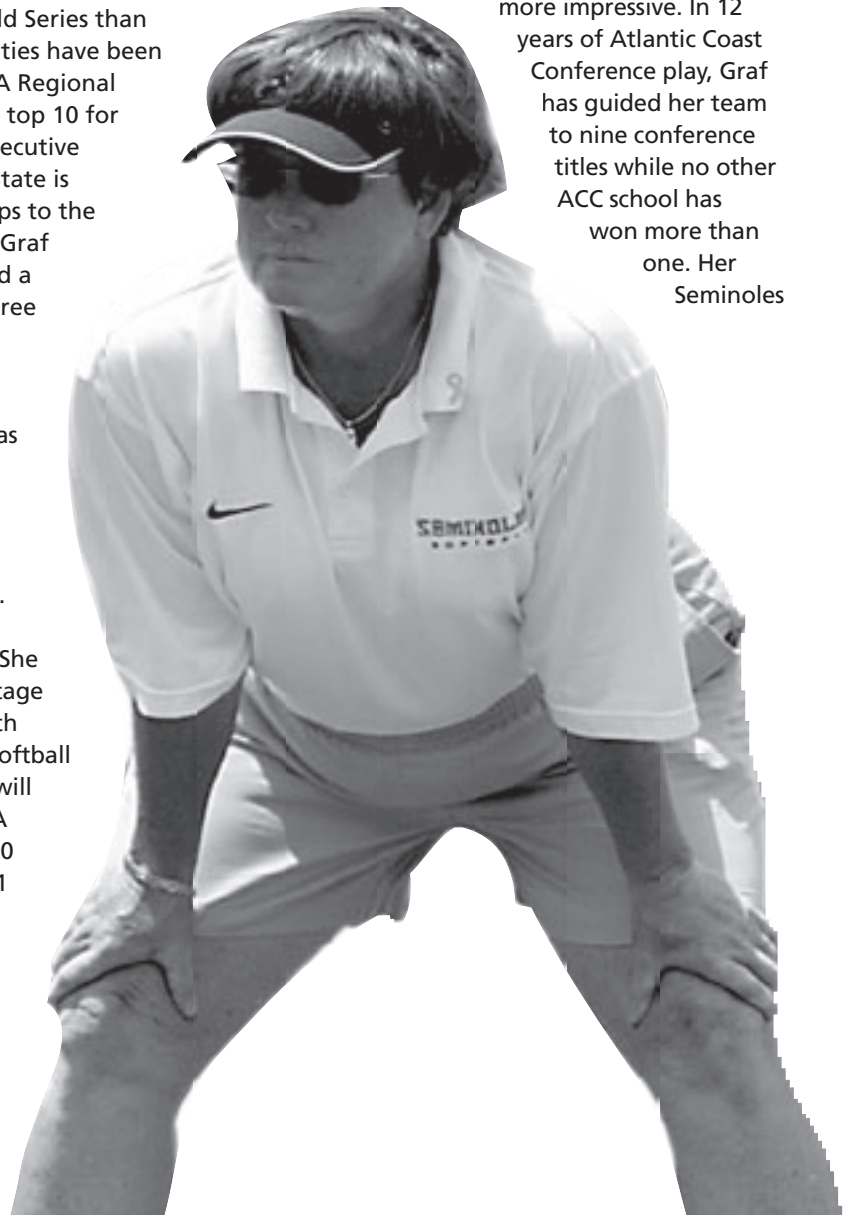 ld Series than
ties have been
A Regional
top 10 for
ecutive
tate is
ps to the
Graf
d a
ree
as
.
She
tage
th
oftball
will
A
0
1
more impressive. In 12
years of Atlantic Coast
Conference play, Graf
has guided her team
to nine conference
titles while no other
ACC school has
won more than
one. Her
Seminoles
SEMINOL